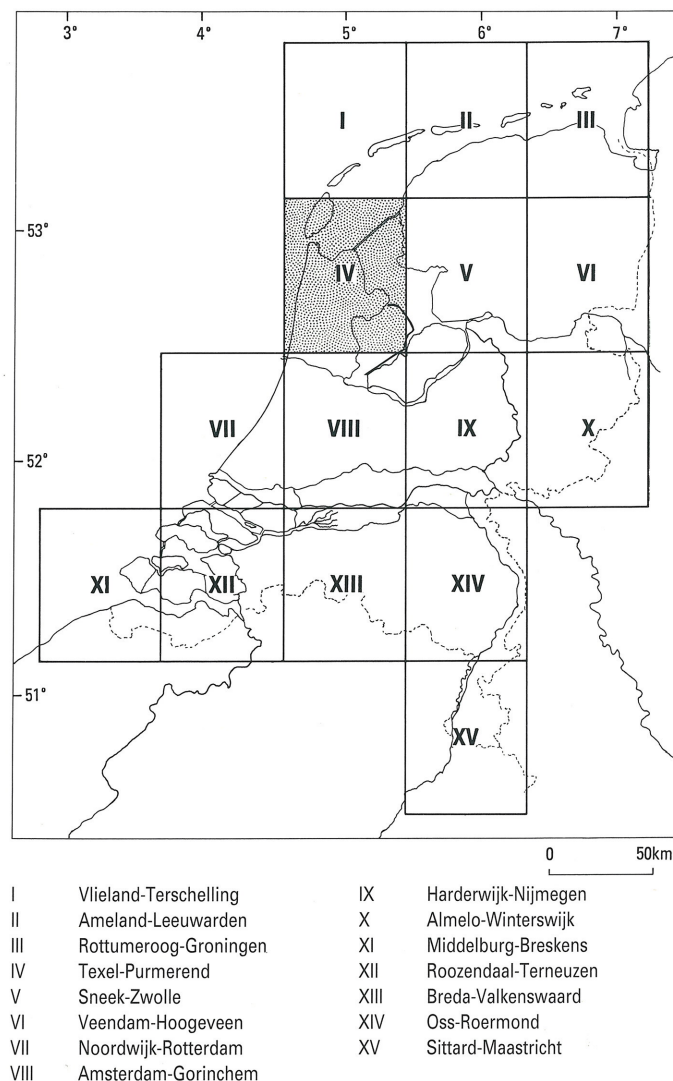 3° 4° 5° 6° 7°
I II III
53°
IV V VI
VII VIII IX X
52°
XI XII XIII XIV
51°
XV
0 50km
I Vlieland-Terschelling
II Ameland-Leeuwarden
III Rottumeroog-Groningen
IV Texel-Purmerend
V Sneek-Zwolle
VI Veendam-Hoogeveen
VII Noordwijk-Rotterdam
VIII Amsterdam-Gorinchem
IX Harderwijk-Nijmegen
X Almelo-Winterswijk
XI Middelburg-Breskens
XII Roozendaal-Terneuzen
XIII Breda-Valkenswaard
XIV Oss-Roermond
XV Sittard-Maastricht